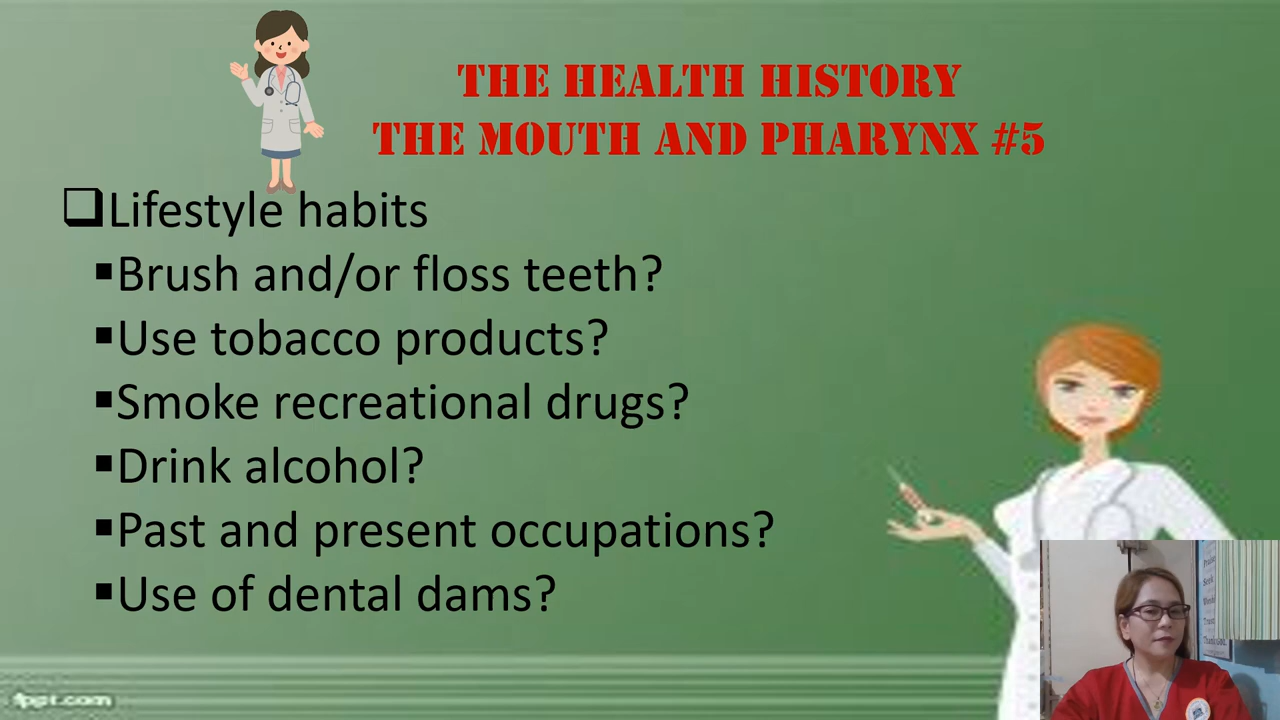 THE HEALTH HISTORY
THE MOUTH AND PHARYNX #5
❑Lifestyle habits
▪Brush and/or floss teeth?
▪Use tobacco products?
▪Smoke recreational drugs?
▪Drink alcohol?
▪Past and present occupations?
▪Use of dental dams?
fppt.com